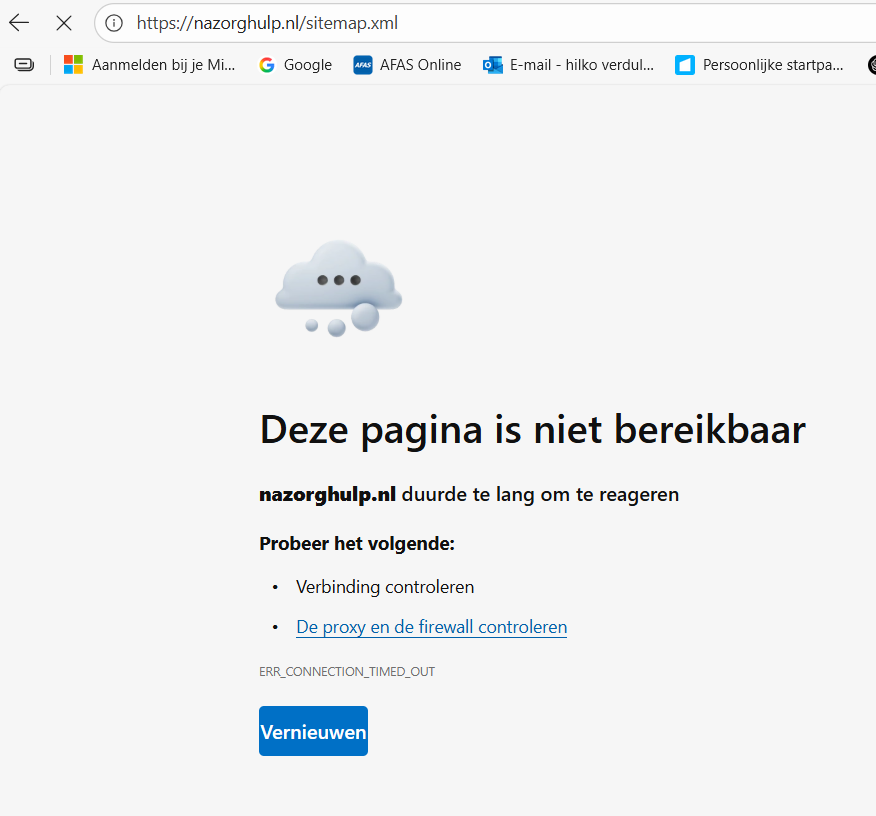 https://nazorghulp.nl/sitemap.xml
Aanmelden bij je Mi... Google AFAS AFAS Online E-mail - hilko verdul... Persoonlijke startpa...
Deze pagina is niet bereikbaar
nazorghulp.nl duurde te lang om te reageren
Probeer het volgende:
• Verbinding controleren
• De proxy en de firewall controleren
ERR_CONNECTION_TIMED_OUT
Vernieuwen